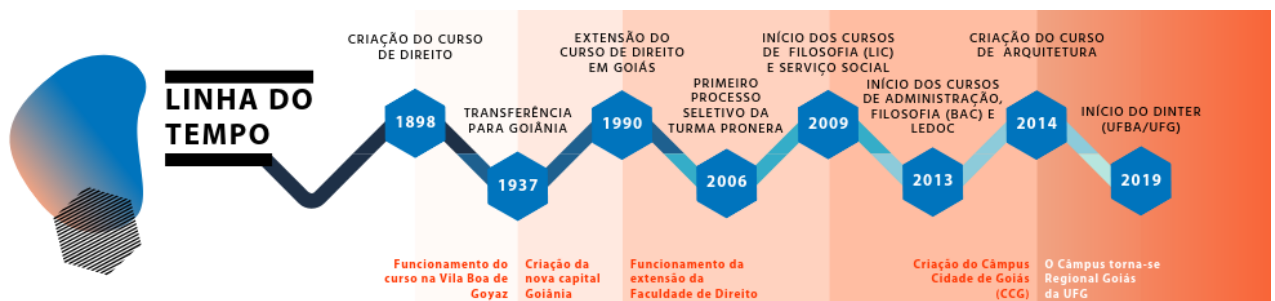 LINHA DO
TEMPO
CRIAÇÃO DO CURSO
DE DIREITO
1898
TRANSFERÊNCIA
PARA GOIÂNIA
1937
EXTENSÃO DO
CURSO DE DIREITO
EM GOIÁS
1990
PRIMEIRO
PROCESSO
SELETIVO DA
TURMA PRONERA
2006
INÍCIO DOS CURSOS
DE FILOSOFIA (LIC)
E SERVIÇO SOCIAL
2009
INÍCIO DOS CURSOS
DE ADMINISTRAÇÃO,
FILOSOFIA (BAC) E
LEDOC
2013
CRIAÇÃO DO CURSO
DE ARQUITETURA
2014
INÍCIO DO DINTER
(UFBA/UFG)
2019
Funcionamento do
curso na Vila Boa de
Goyaz
Criação da
nova capital
Goiânia
Funcionamento da
extensão da
Faculdade de Direito
Criação do Câmpus
Cidade de Goiás
(CCG)
O Câmpus torna-se
Regional Goiás
da UFG